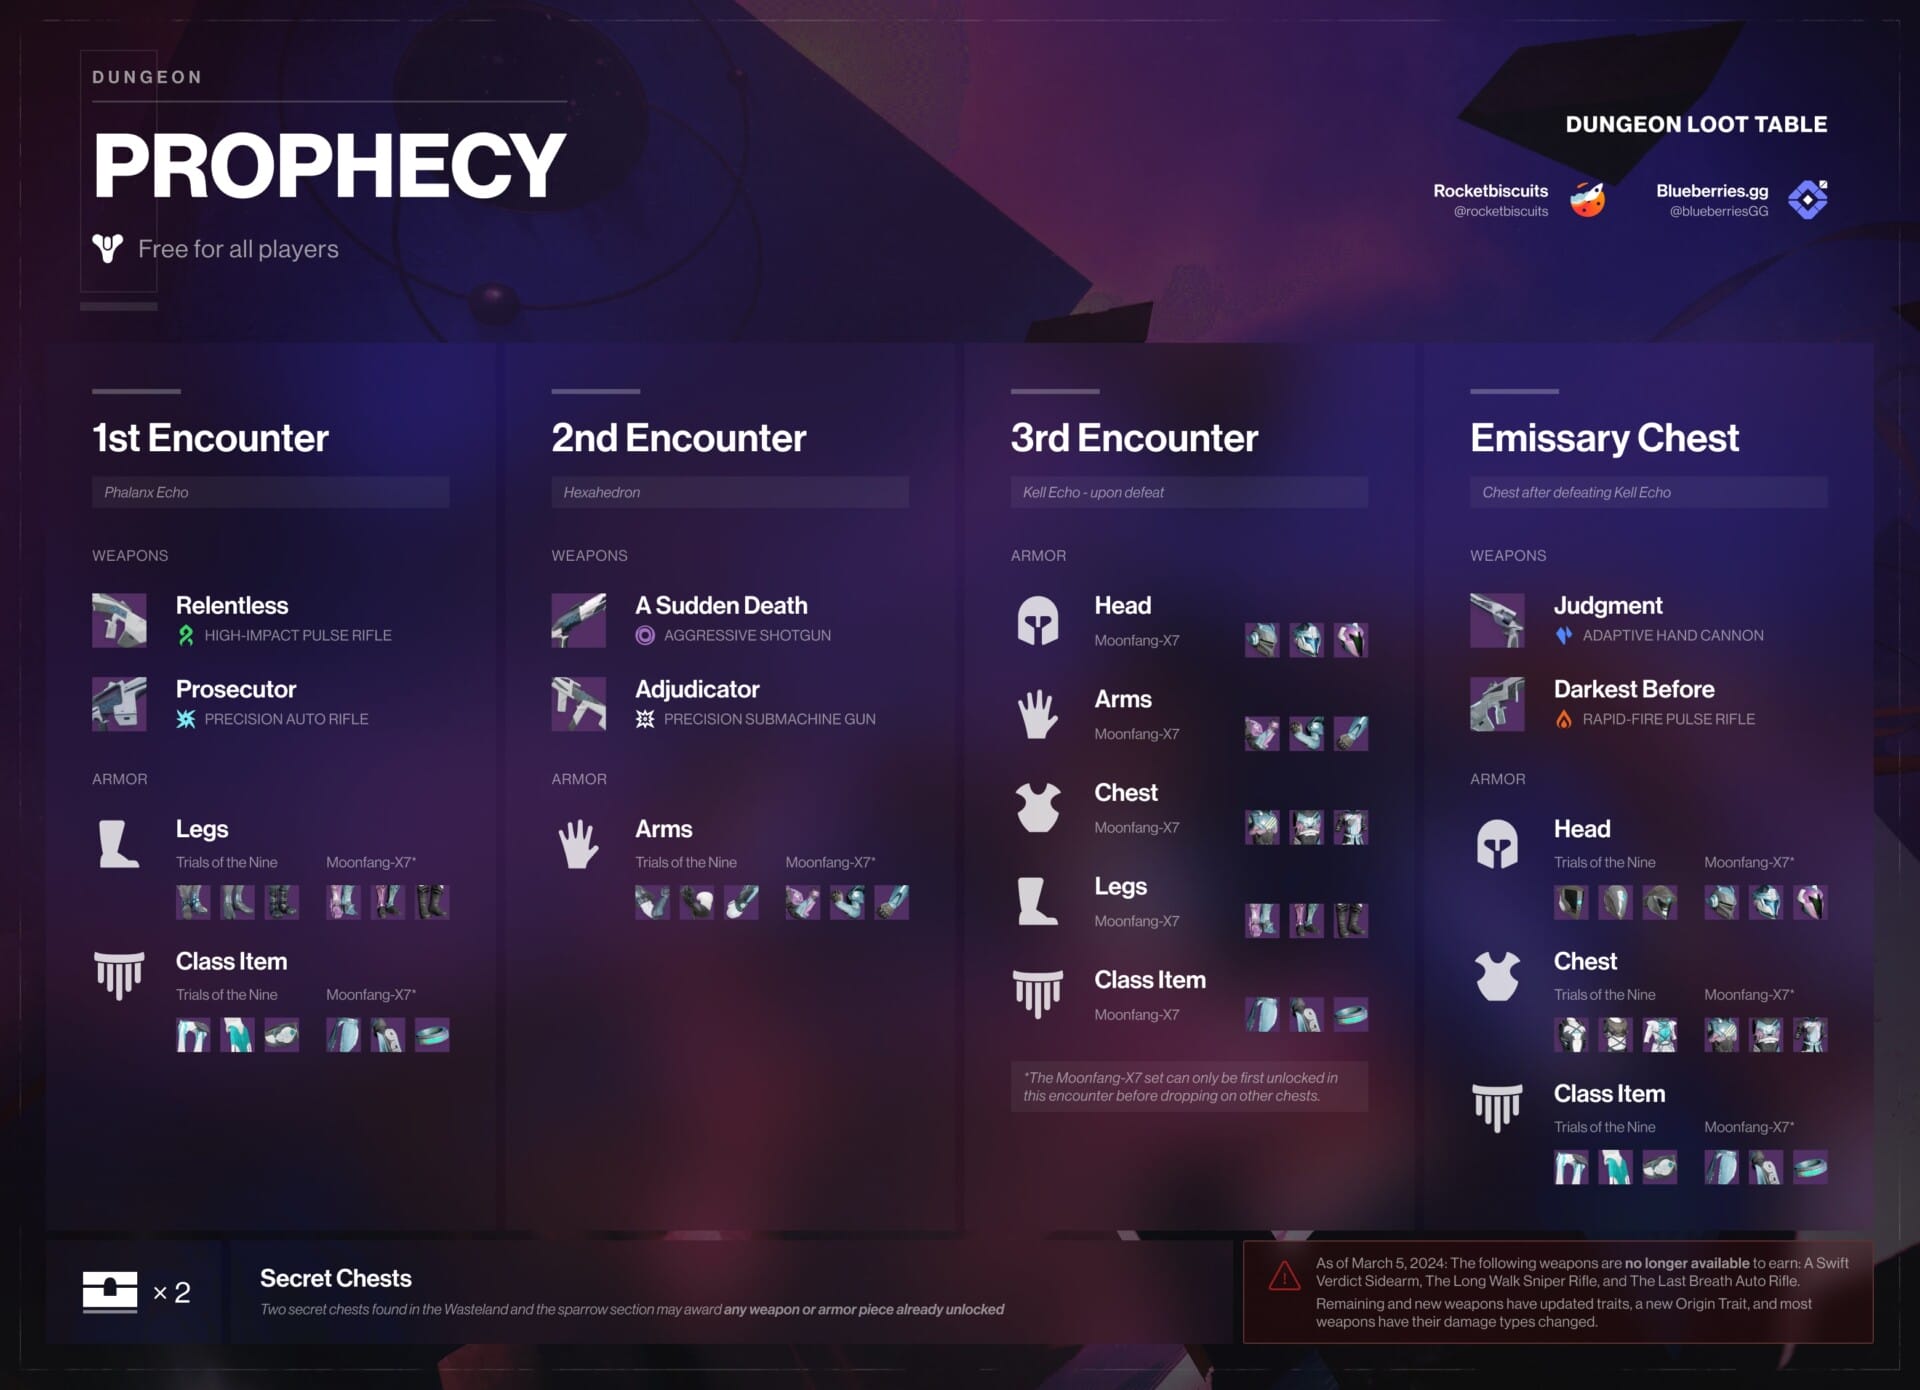 DUNGEON
PROPHECY
Free for all players
DUNGEON LOOT TABLE
Rocketbiscuits
@rocketbiscuits
Blueberries.gg
@blueberriesGG
1st Encounter
Phalanx Echo
WEAPONS
Relentless
HIGH-IMPACT PULSE RIFLE
Prosecutor
PRECISION AUTO RIFLE
ARMOR
Legs
Trials of the Nine Moonfang-X7*
Class Item
Trials of the Nine Moonfang-X7*
2nd Encounter
Hexahedron
WEAPONS
A Sudden Death
AGGRESSIVE SHOTGUN
Adjudicator
PRECISION SUBMACHINE GUN
ARMOR
Arms
Trials of the Nine Moonfang-X7*
3rd Encounter
Kell Echo - upon defeat
ARMOR
Head
Moonfang-X7
Arms
Moonfang-X7
Chest
Moonfang-X7
Legs
Moonfang-X7
Class Item
Moonfang-X7
*The Moonfang-X7 set can only be first unlocked in
this encounter before dropping on other chests.
Emissary Chest
Chest after defeating Kell Echo
WEAPONS
Judgment
ADAPTIVE HAND CANNON
Darkest Before
RAPID-FIRE PULSE RIFLE
ARMOR
Head
Trials of the Nine Moonfang-X7*
Chest
Trials of the Nine Moonfang-X7*
Class Item
Trials of the Nine Moonfang-X7*
× 2
Secret Chests
Two secret chests found in the Wasteland and the sparrow section may award any weapon or armor piece already unlocked
As of March 5, 2024: The following weapons are no longer available to earn: A Swift
Verdict Sidearm, The Long Walk Sniper Rifle, and The Last Breath Auto Rifle.
Remaining and new weapons have updated traits, a new Origin Trait, and most
weapons have their damage types changed.